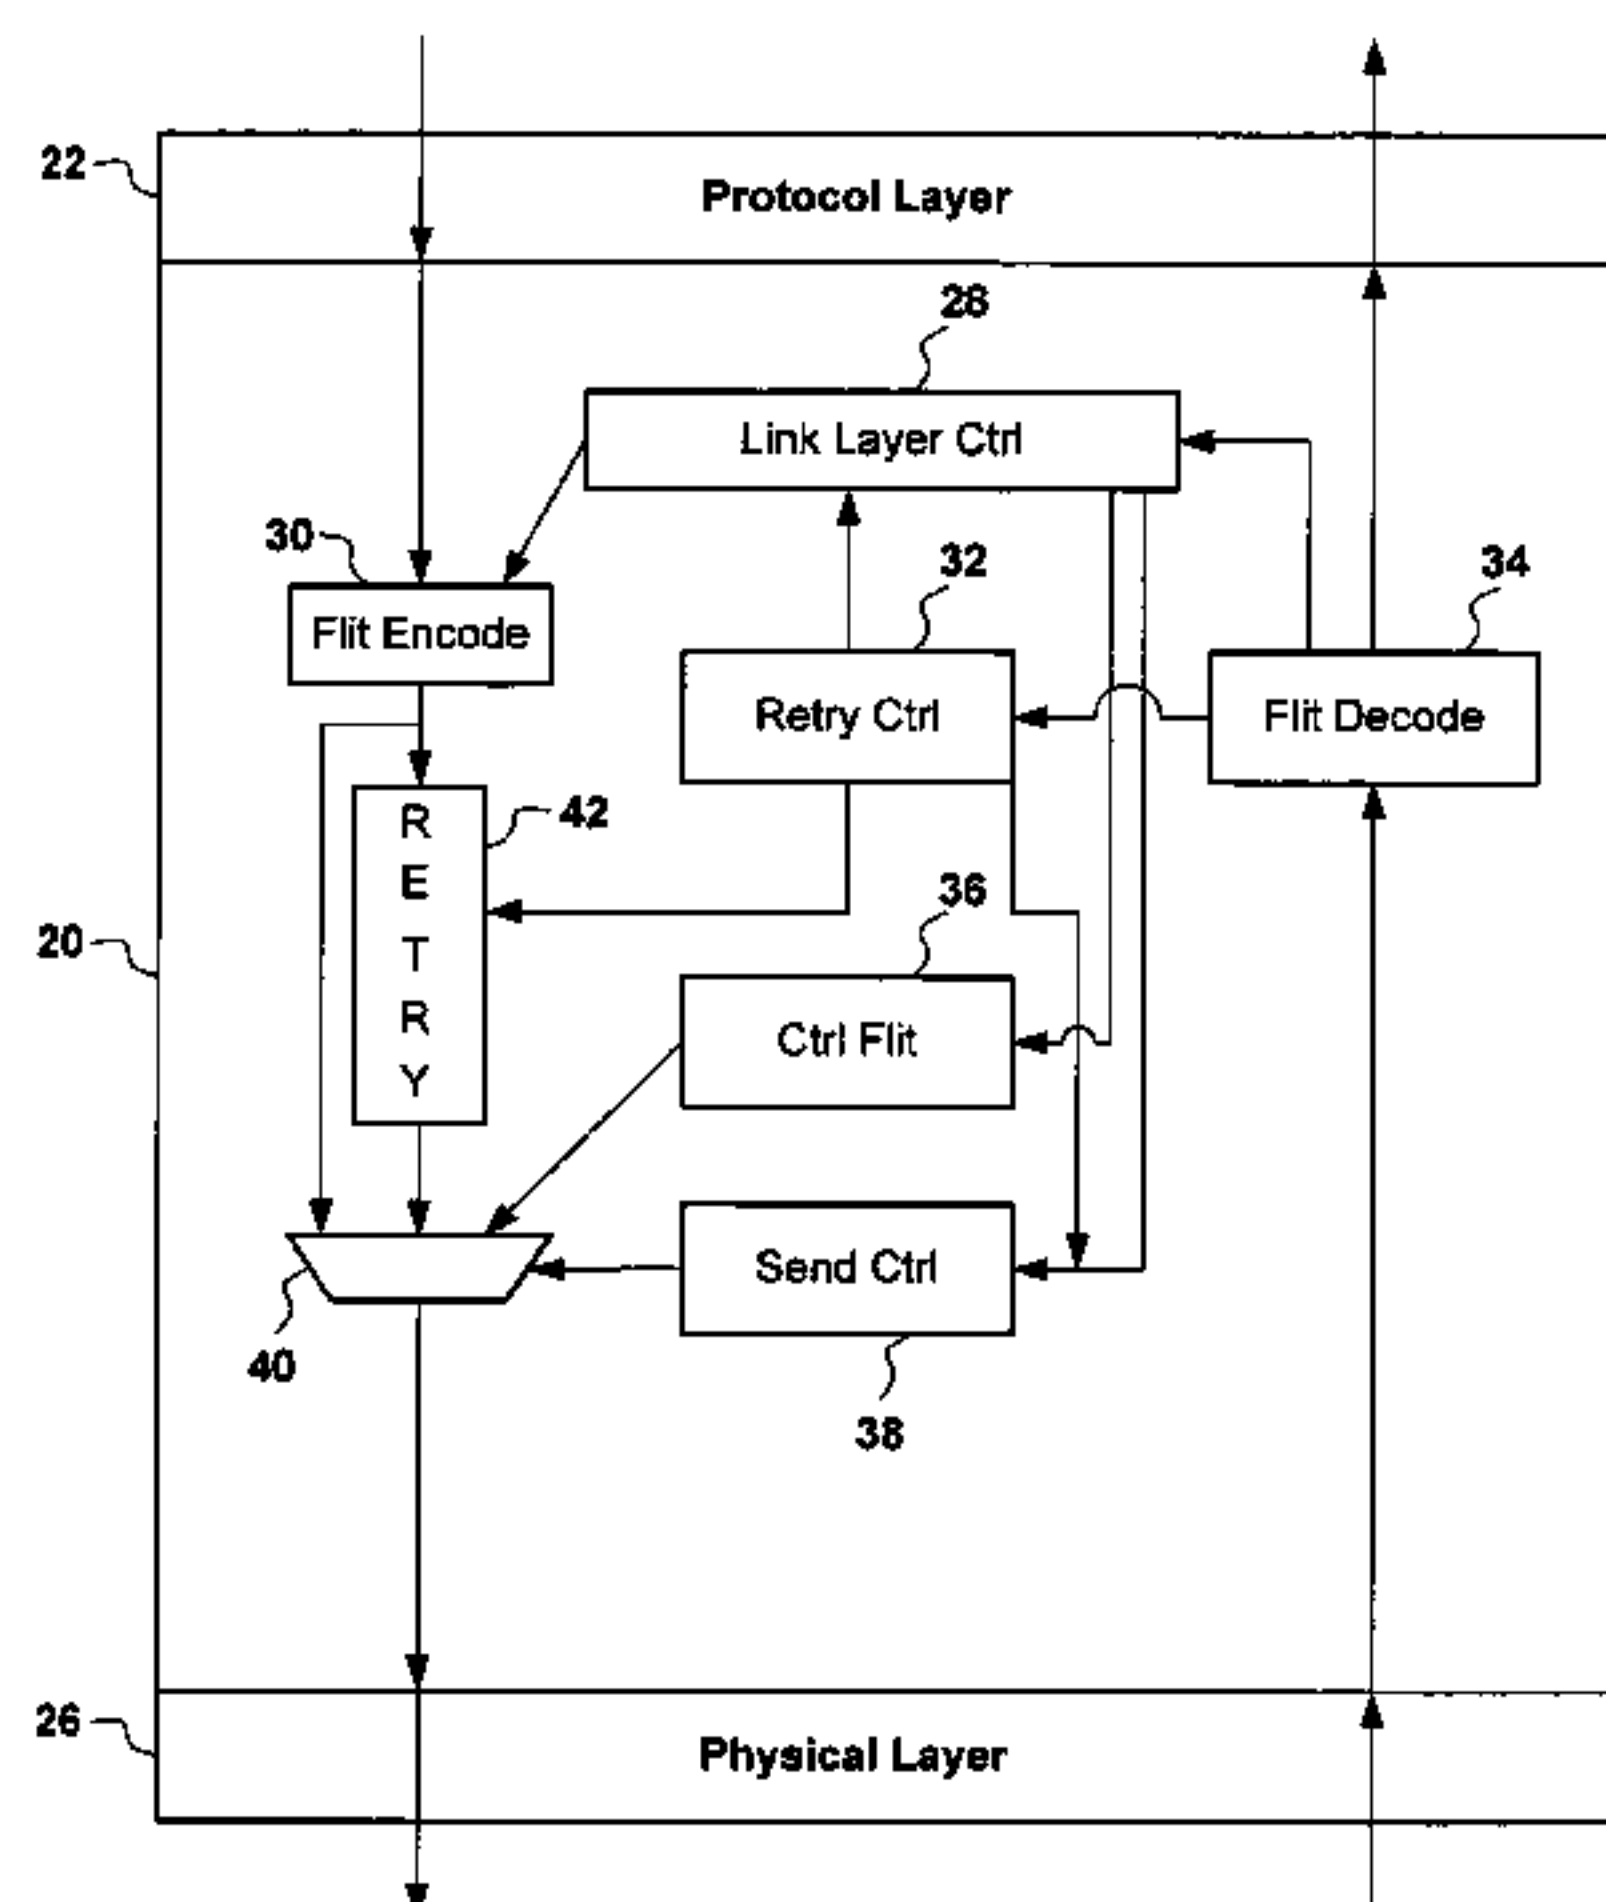 22
Protocol Layer
28
Link Layer Ctrl
30
32
34
Flit Encode
Retry Ctrl
Flit Decode
R
E
T
R
Y
42
36
20
Ctrl Flit
Send Ctrl
40
38
26
Physical Layer